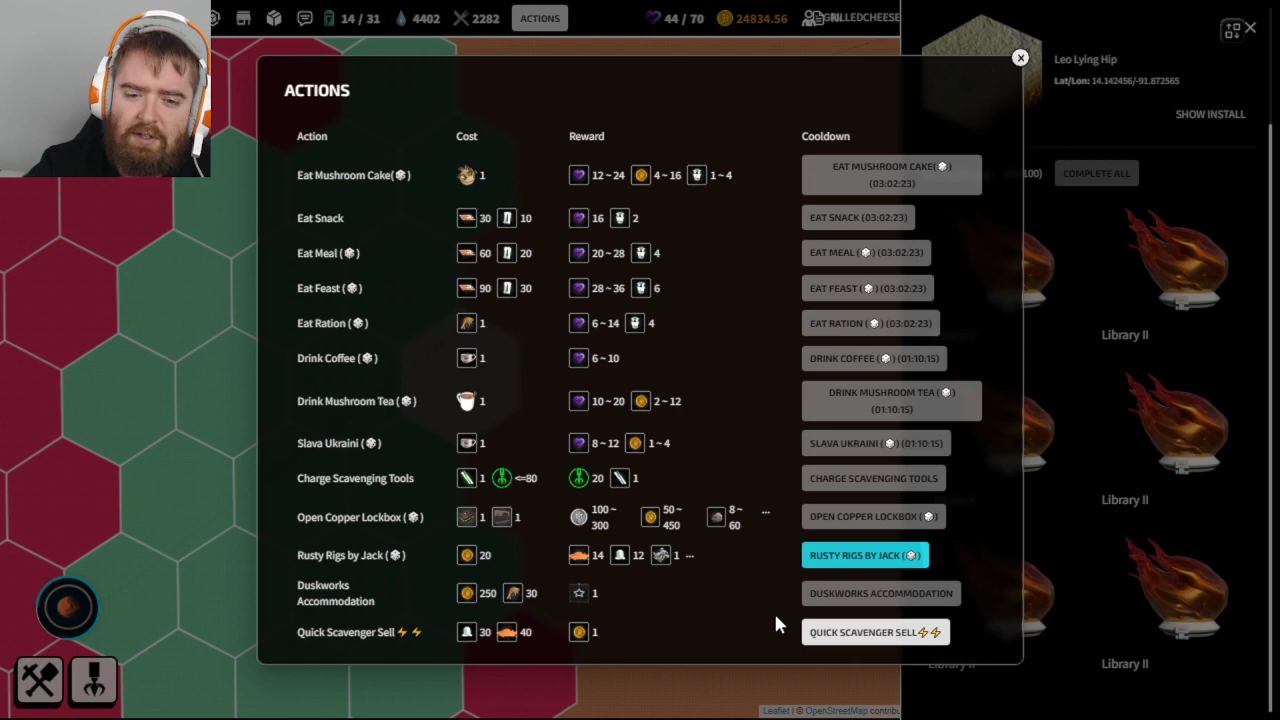 14 / 31
4402
2282
ACTIONS
44 / 70
24834.56
GRILLEDCHEESE
Leo Lying Hip
Lat/Lon: 14.142456/-91.872565
SHOW INSTALL
100)
COMPLETE ALL
Library II
Library II
Library II
ACTIONS
Action Cost Reward Cooldown
Eat Mushroom Cake( ) 1 12 ~ 24 4 ~ 16 1 ~ 4 EAT MUSHROOM CAKE( )
(03:02:23)
Eat Snack 30 10 16 2 EAT SNACK (03:02:23)
Eat Meal ( ) 60 20 20 ~ 28 4 EAT MEAL ( ) (03:02:23)
Eat Feast ( ) 90 30 28 ~ 36 6 EAT FEAST ( ) (03:02:23)
Eat Ration ( ) 1 6 ~ 14 4 EAT RATION ( ) (03:02:23)
Drink Coffee ( ) 1 6 ~ 10 DRINK COFFEE ( ) (01:10:15)
Drink Mushroom Tea ( ) 1 10 ~ 20 2 ~ 12 DRINK MUSHROOM TEA ( )
(01:10:15)
Slava Ukraini ( ) 1 8 ~ 12 1 ~ 4 SLAVA UKRAINI ( ) (01:10:15)
Charge Scavenging Tools 1 <=80 20 1 CHARGE SCAVENGING TOOLS
Open Copper Lockbox ( ) 1 1 100 ~ 300 50 ~ 450 8 ~ 60 ... OPEN COPPER LOCKBOX ( )
Rusty Rigs by Jack ( ) 20 14 12 1 ... RUSTY RIGS BY JACK ( )
Duskworks
Accommodation 250 30 1 DUSKWORKS ACCOMMODATION
Quick Scavenger Sell 30 40 1 QUICK SCAVENGER SELL
Leaflet | © OpenStreetMap contribu